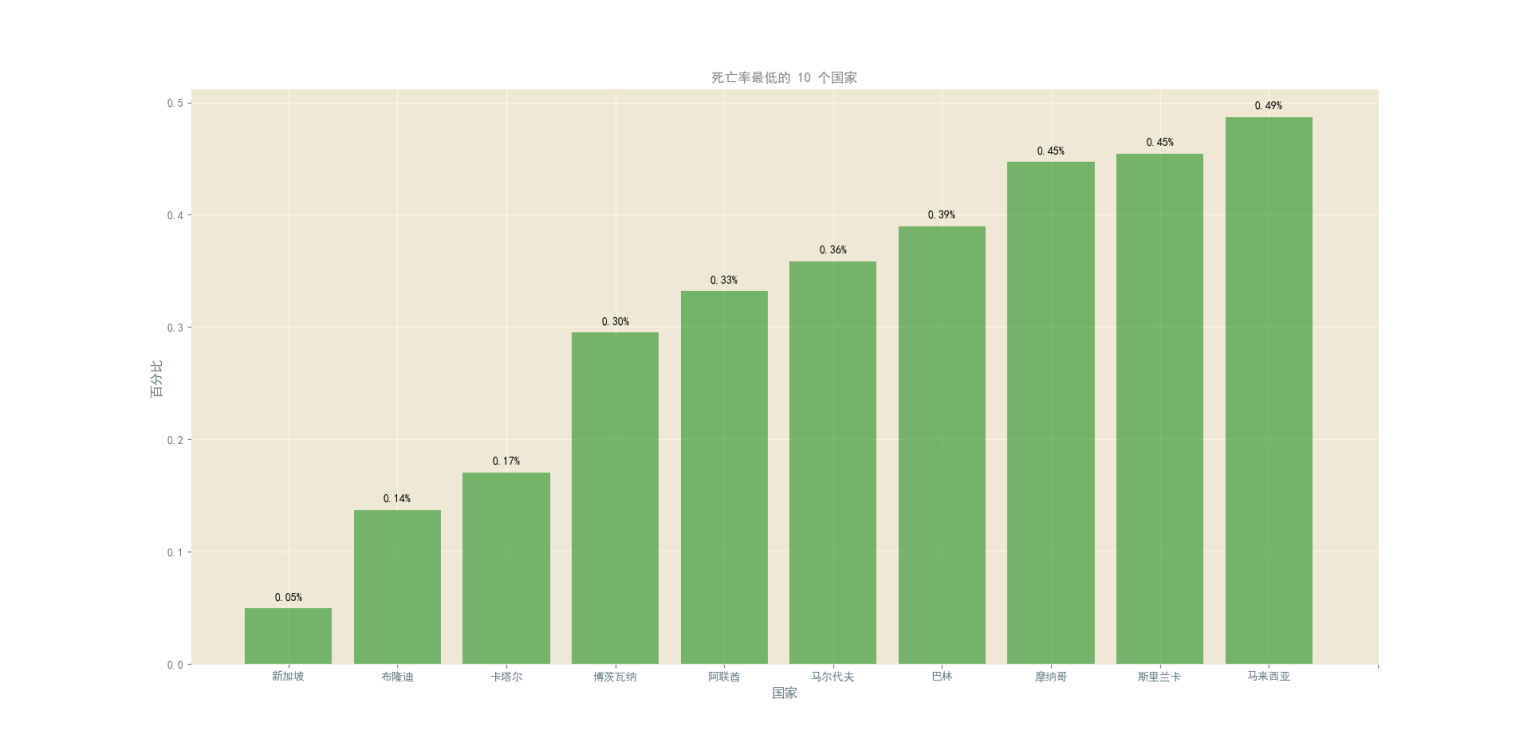 死亡率最低的 10 个国家
0.5
0.4
0.3
0.2
0.1
0.0
百分比
0.05%
0.14%
0.17%
0.30%
0.33%
0.36%
0.39%
0.45%
0.45%
0.49%
新加坡
布隆迪
卡塔尔
博茨瓦纳
阿联酋
马尔代夫
巴林
摩纳哥
斯里兰卡
马来西亚
国家